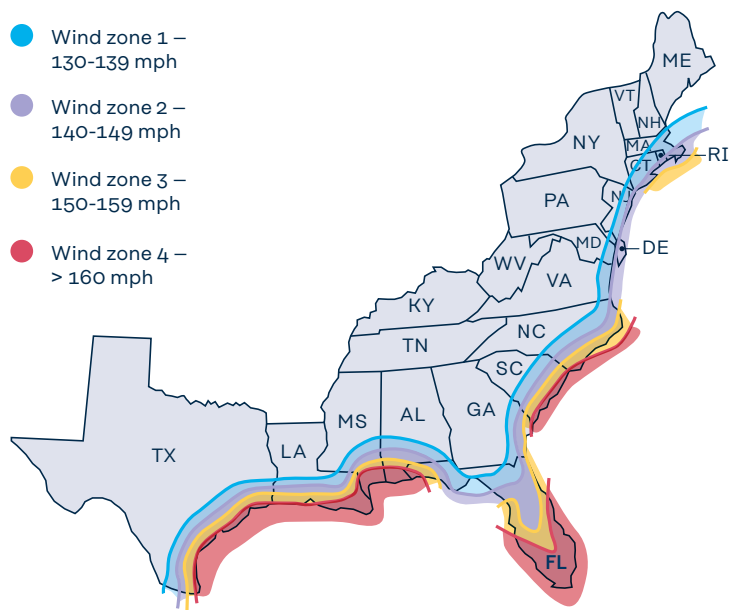 Wind zone 1 –
130-139 mph
Wind zone 2 –
140-149 mph
Wind zone 3 –
150-159 mph
Wind zone 4 –
> 160 mph
ME
VT
NH
NY
MA
CT
RI
PA
NJ
MD
DE
WV
VA
KY
NC
TN
SC
MS
AL
GA
TX
LA
FL